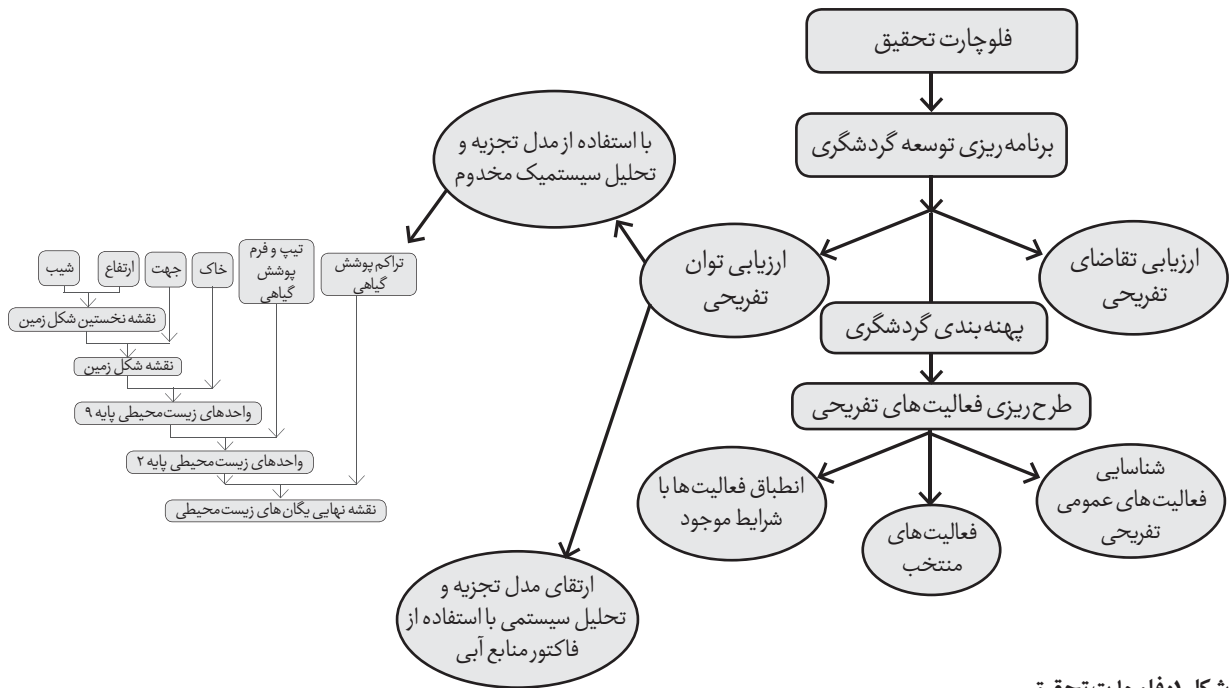 فلوچارت تحقیق
برنامه‌ریزی توسعه گردشگری
ارزیابی تقاضای
تفریحی
ارزیابی توان
تفریحی
پهنه‌بندی گردشگری
طرح‌ریزی فعالیت‌های تفریحی
شناسایی
فعالیت‌های عمومی
تفریحی
فعالیت‌های
منتخب
انطباق فعالیت‌ها با
شرایط موجود
با استفاده از مدل تجزیه و
تحلیل سیستمیک مخدوم
ارتقای مدل تجزیه و
تحلیل سیستمی با استفاده از
فاکتور منابع آبی
تراکم پوشش
گیاهی
تیپ و فرم
پوشش
گیاهی
خاک
جهت
ارتفاع
شیب
نقشه نخستین شکل زمین
نقشه شکل زمین
واحدهای زیست‌محیطی پایه ۹
واحدهای زیست‌محیطی پایه ۲
نقشه نهایی یگان‌های زیست‌محیطی